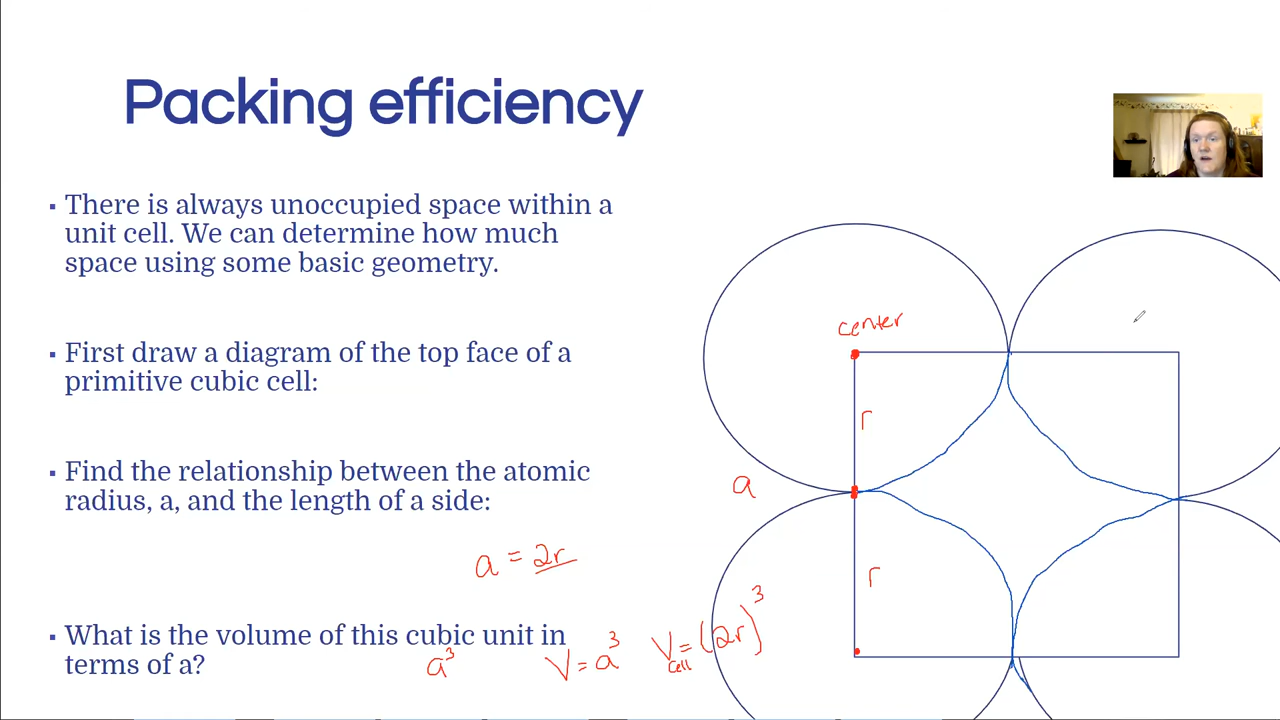 Packing efficiency
▪ There is always unoccupied space within a
unit cell. We can determine how much
space using some basic geometry.
▪ First draw a diagram of the top face of a
primitive cubic cell:
▪ Find the relationship between the atomic
radius, a, and the length of a side:
a = 2r
▪ What is the volume of this cubic unit in
terms of a?
a³
V = a³
Vcell = (2r)³
center
r
a
r